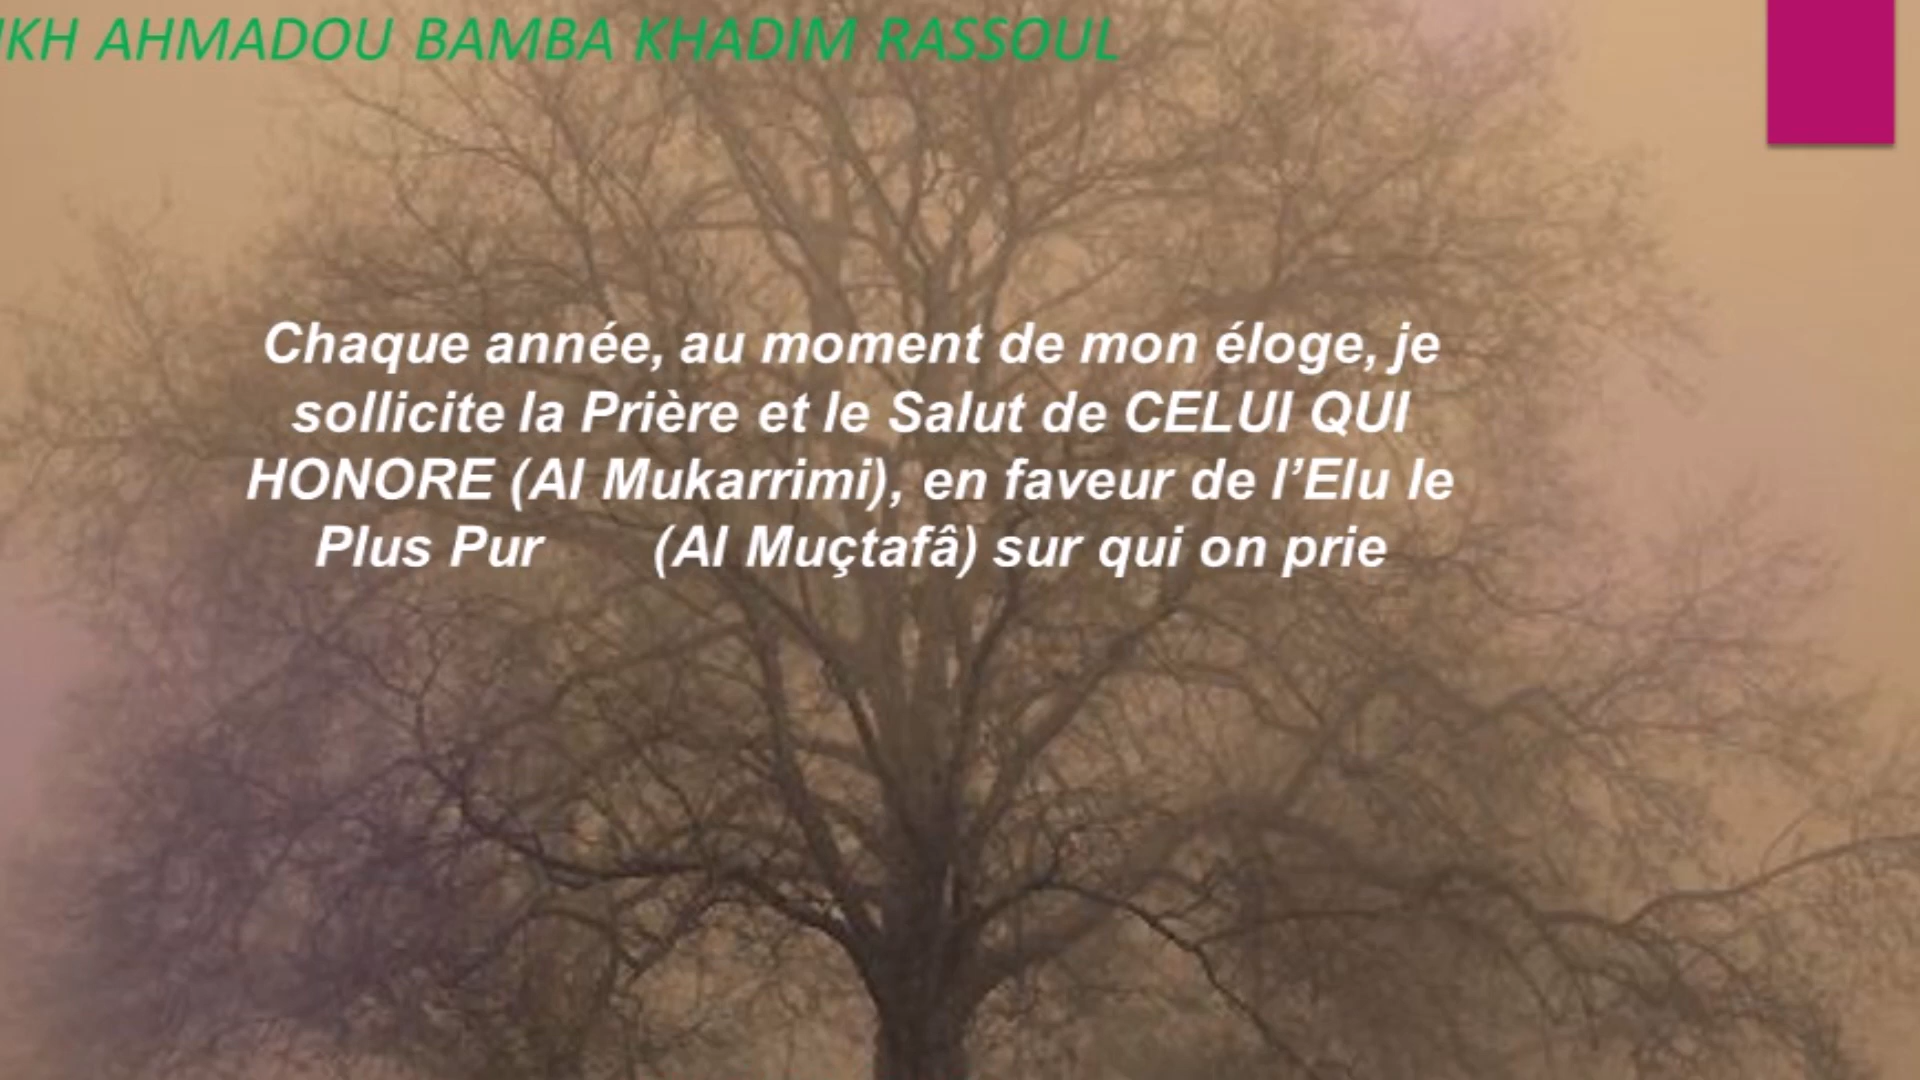 IKH AHMADOU BAMBA KHADIM RASSOUL
Chaque année, au moment de mon éloge, je
sollicite la Prière et le Salut de CELUI QUI
HONORE (Al Mukarrimi), en faveur de l’Elu le
Plus Pur (Al Muçtafâ) sur qui on prie